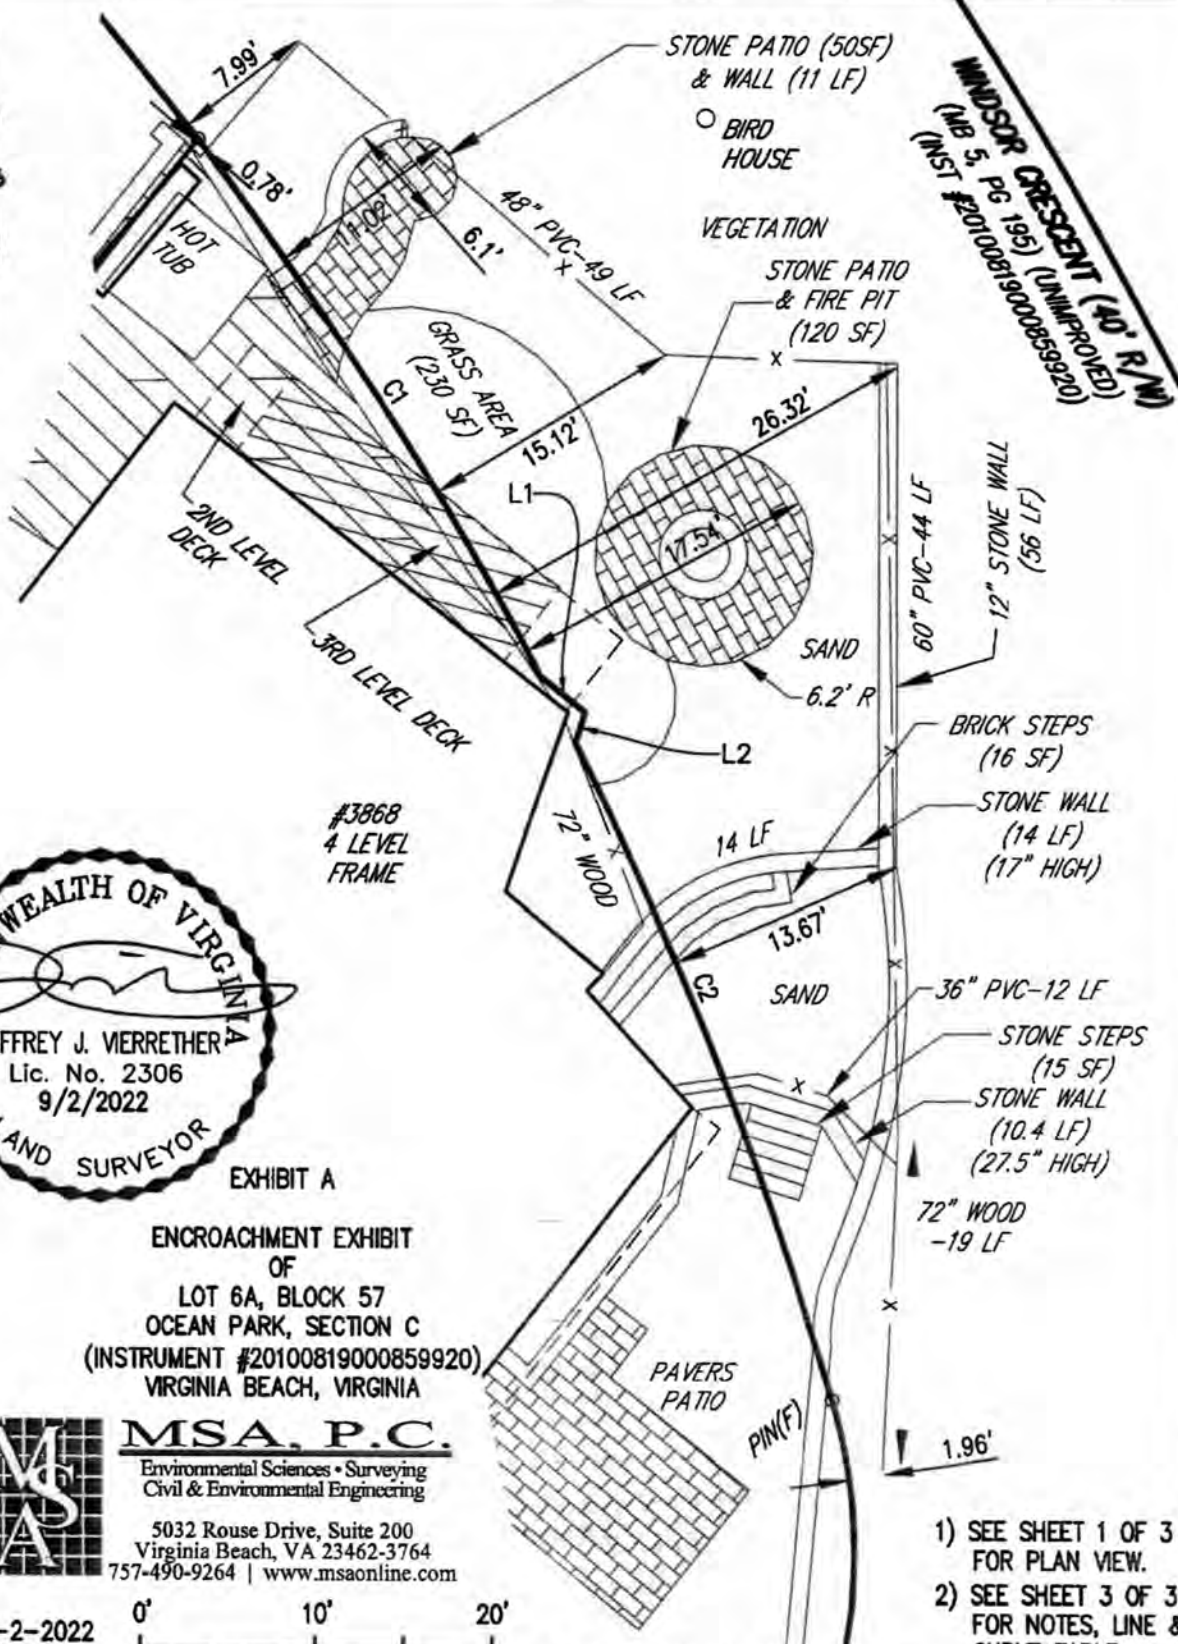 7.99'
STONE PATIO (50SF)
& WALL (11 LF)
BIRD
HOUSE
WINDSOR CRESCENT (40' R/W)
(MB 5, PG 195) (UNIMPROVED)
(INST #20100819000859920)
0.78'
HOT
TUB
11.02'
6.1'
48" PVC-49 LF
X
VEGETATION
STONE PATIO
& FIRE PIT
(120 SF)
X
GRASS AREA
(230 SF)
C1
15.12'
26.32'
L1
17.54'
60" PVC-44 LF
X
12" STONE WALL
(56 LF)
2ND LEVEL
DECK
3RD LEVEL DECK
SAND
6.2' R
L2
X
BRICK STEPS
(16 SF)
#3868
4 LEVEL
FRAME
72" WOOD
X
14 LF
STONE WALL
(14 LF)
(17" HIGH)
13.67'
C2
SAND
X
36" PVC-12 LF
X
STONE STEPS
(15 SF)
STONE WALL
(10.4 LF)
(27.5" HIGH)
72" WOOD
-19 LF
X
WEALTH OF VIRGINIA
FFREY J. VIERRETHER
Lic. No. 2306
9/2/2022
AND SURVEYOR
EXHIBIT A
ENCROACHMENT EXHIBIT
OF
LOT 6A, BLOCK 57
OCEAN PARK, SECTION C
(INSTRUMENT #20100819000859920)
VIRGINIA BEACH, VIRGINIA
PAVERS
PATIO
PIN(F)
1.96'
MSA
MSA, P.C.
Environmental Sciences • Surveying
Civil & Environmental Engineering
5032 Rouse Drive, Suite 200
Virginia Beach, VA 23462-3764
757-490-9264 | www.msaonline.com
1) SEE SHEET 1 OF 3
FOR PLAN VIEW.
2) SEE SHEET 3 OF 3
FOR NOTES, LINE &
-2-2022
0' 10' 20'